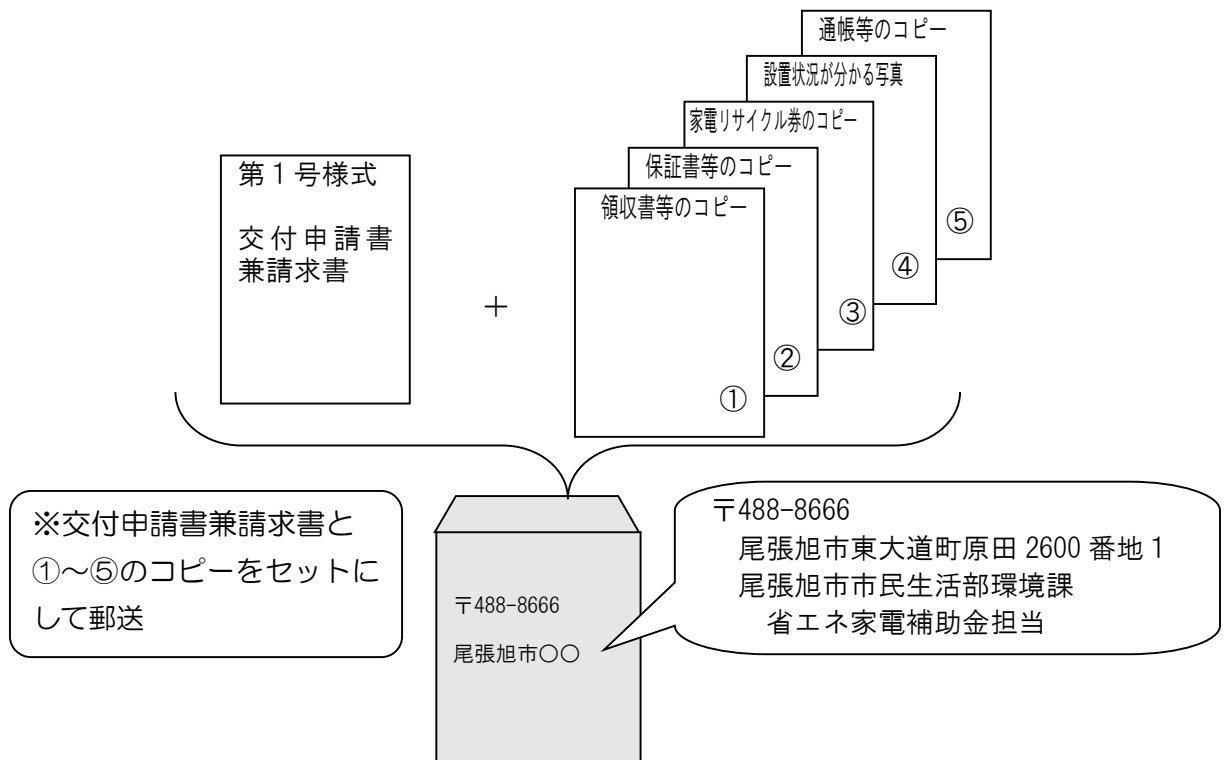 通帳等のコピー
設置状況が分かる写真
家電リサイクル券のコピー
保証書等のコピー
領収書等のコピー
第１号様式
交付申請書
兼請求書
＋
⑤
④
③
②
①
※交付申請書兼請求書と
①～⑤のコピーをセットに
して郵送
〒488-8666
尾張旭市〇〇
〒488-8666
尾張旭市東大道町原田 2600 番地 1
尾張旭市市民生活部環境課
省エネ家電補助金担当